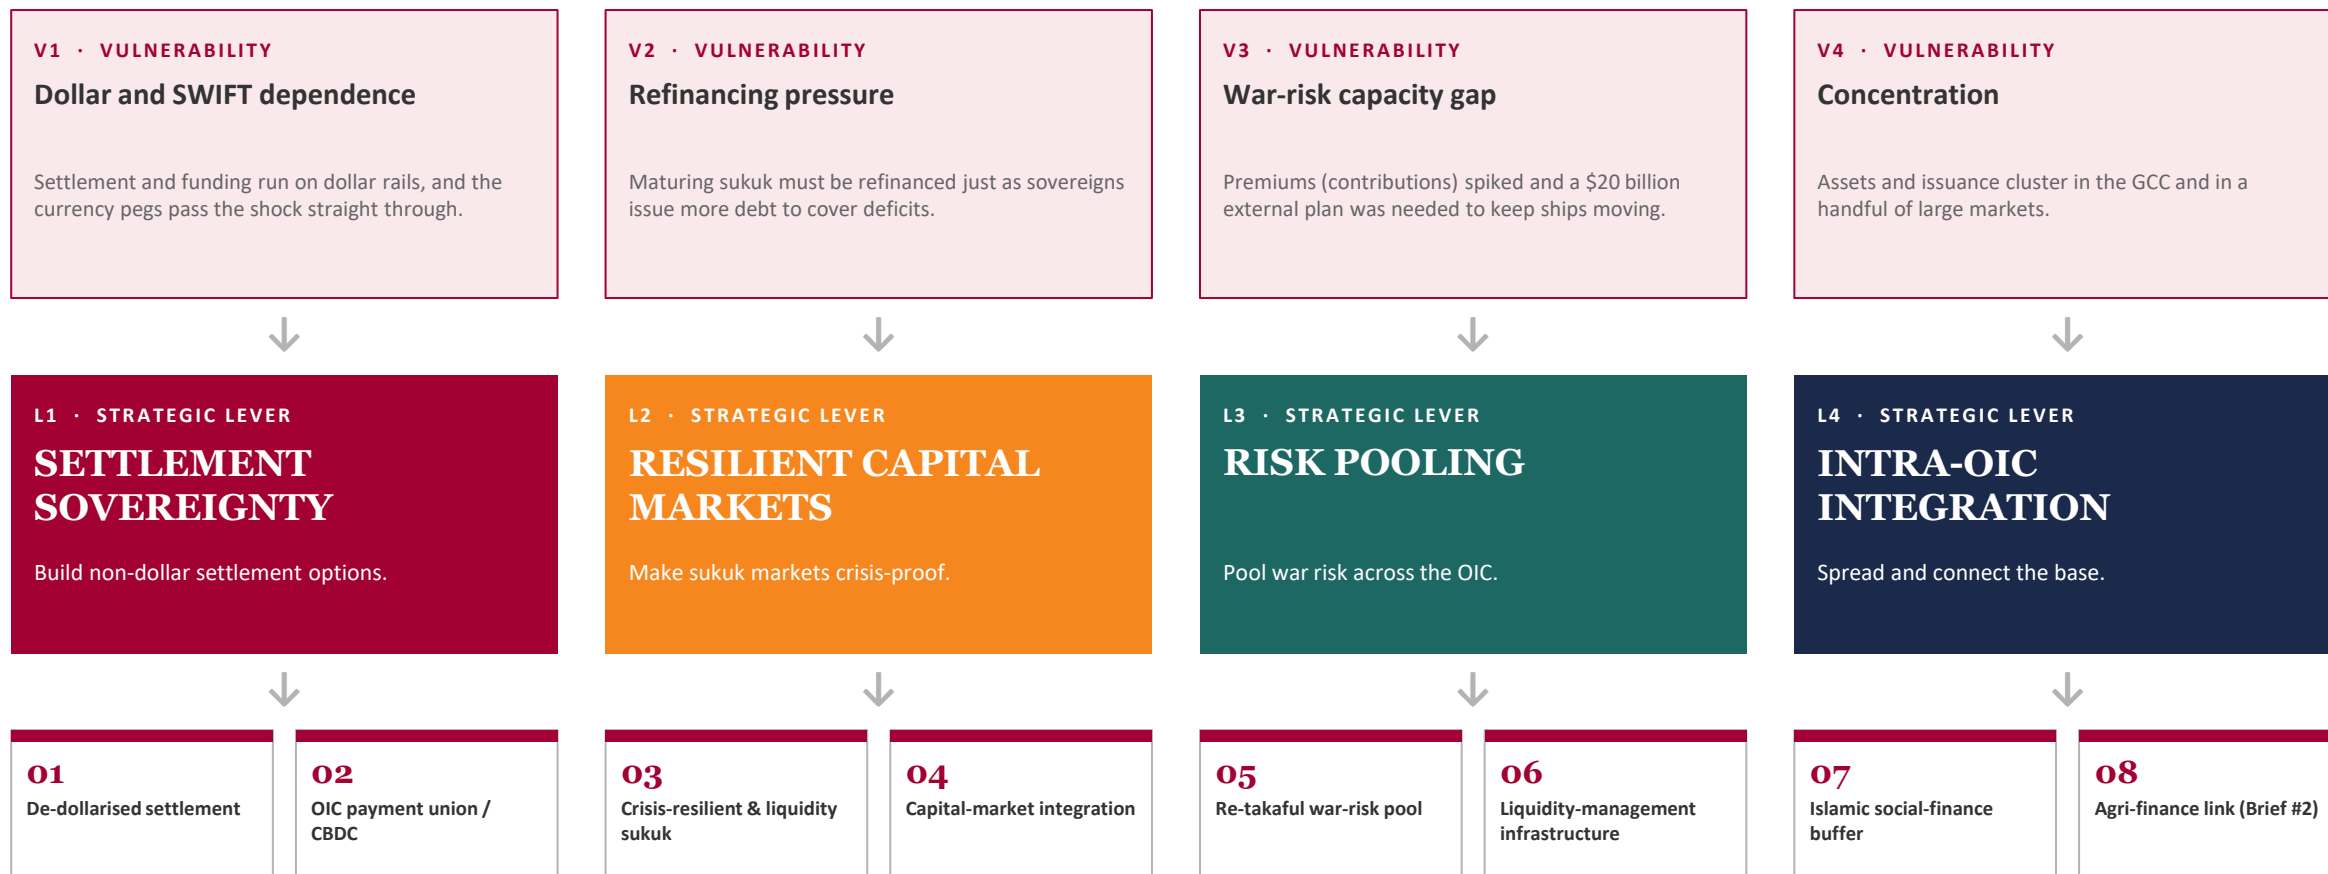 V1 · VULNERABILITY
Dollar and SWIFT dependence
Settlement and funding run on dollar rails, and the
currency pegs pass the shock straight through.
V2 · VULNERABILITY
Refinancing pressure
Maturing sukuk must be refinanced just as sovereigns
issue more debt to cover deficits.
V3 · VULNERABILITY
War-risk capacity gap
Premiums (contributions) spiked and a $20 billion
external plan was needed to keep ships moving.
V4 · VULNERABILITY
Concentration
Assets and issuance cluster in the GCC and in a
handful of large markets.
L1 · STRATEGIC LEVER
SETTLEMENT
SOVEREIGNTY
Build non-dollar settlement options.
L2 · STRATEGIC LEVER
RESILIENT CAPITAL
MARKETS
Make sukuk markets crisis-proof.
L3 · STRATEGIC LEVER
RISK POOLING
Pool war risk across the OIC.
L4 · STRATEGIC LEVER
INTRA-OIC
INTEGRATION
Spread and connect the base.
01
De-dollarised settlement
02
OIC payment union /
CBDC
03
Crisis-resilient & liquidity
sukuk
04
Capital-market integration
05
Re-takaful war-risk pool
06
Liquidity-management
infrastructure
07
Islamic social-finance
buffer
08
Agri-finance link (Brief #2)